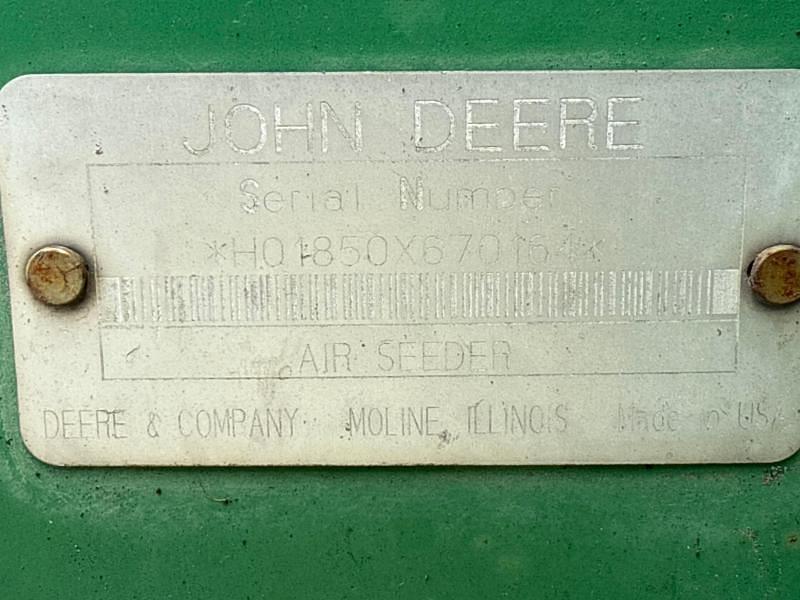 JOHN DEERE
Serial Number
*H01850X670164*
AIR SEEDER
DEERE & COMPANY MOLINE, ILLINOIS Made in USA